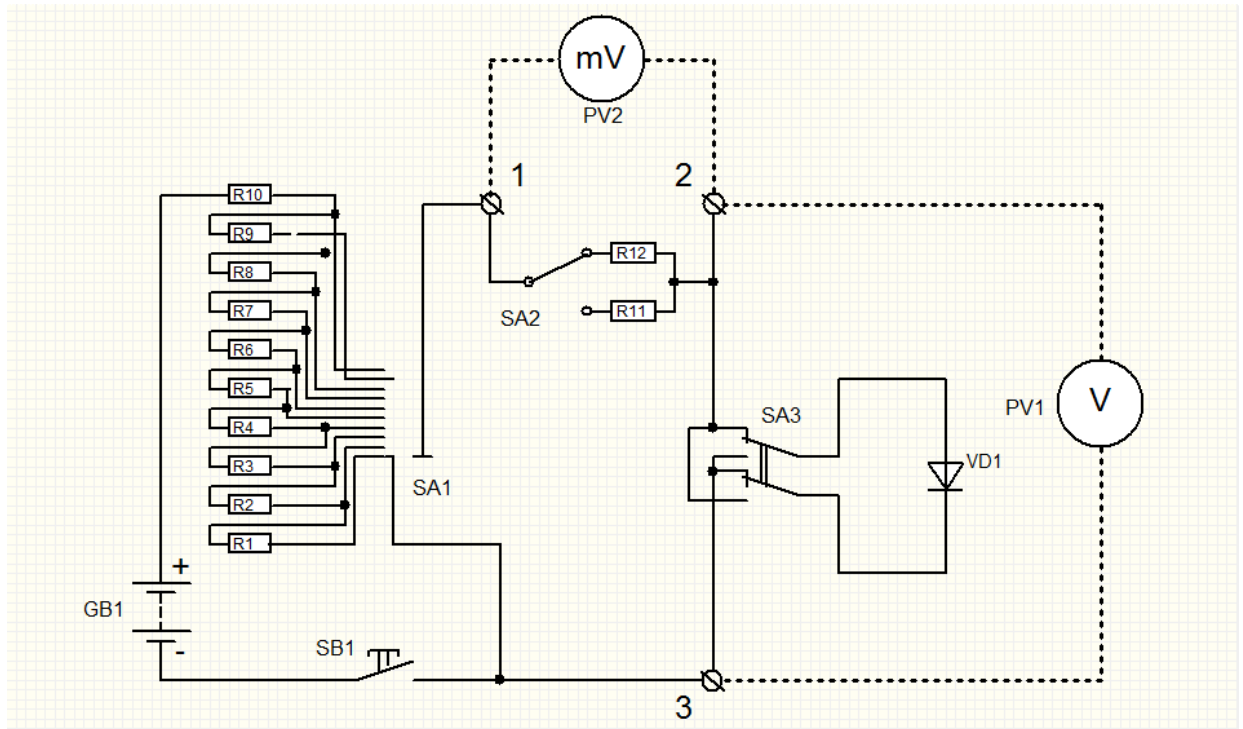 mV
PV2
1
2
R10
R9
R12
R8
R7
R11
SA2
R6
R5
PV1
V
SA3
R4
R3
VD1
SA1
R2
R1
+
GB1
-
SB1
3